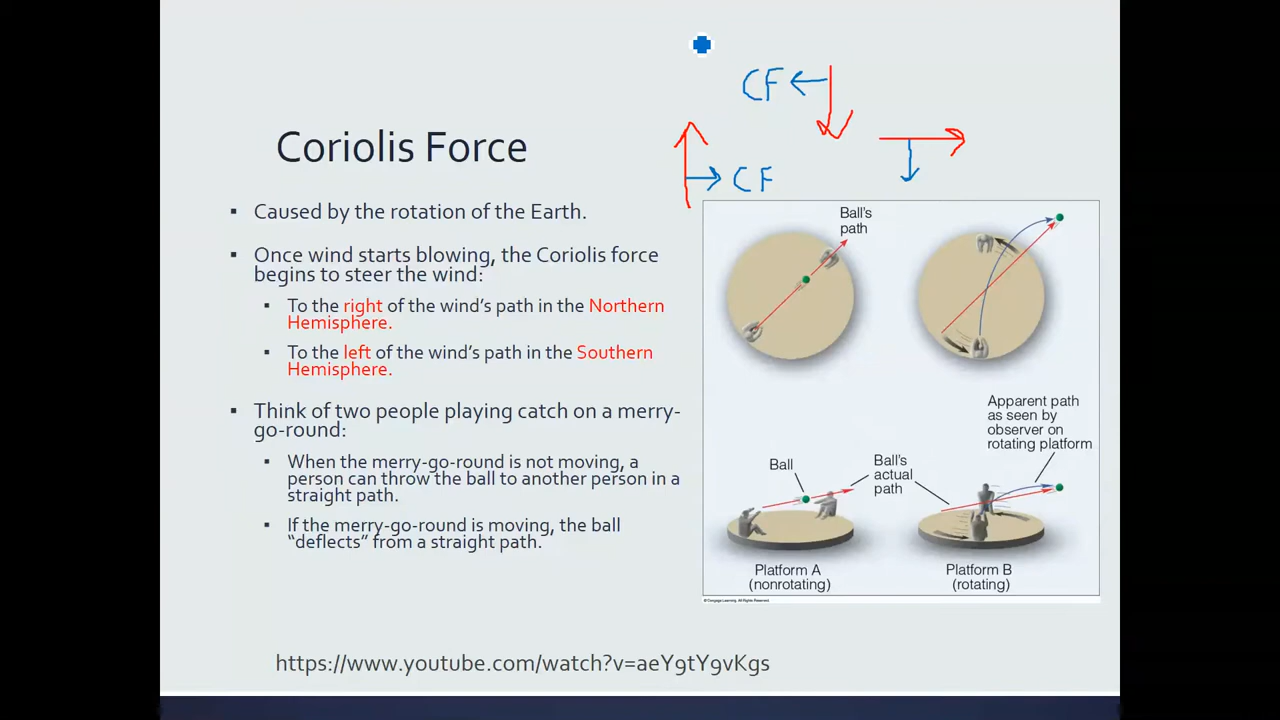 CF
CF
Coriolis Force
▪ Caused by the rotation of the Earth.
▪ Once wind starts blowing, the Coriolis force
begins to steer the wind:
▪ To the right of the wind's path in the Northern
Hemisphere.
▪ To the left of the wind's path in the Southern
Hemisphere.
▪ Think of two people playing catch on a merry-
go-round:
▪ When the merry-go-round is not moving, a
person can throw the ball to another person in a
straight path.
▪ If the merry-go-round is moving, the ball
“deflects” from a straight path.
Ball's
path
Apparent path
as seen by
observer on
rotating platform
Ball
Ball's
actual
path
Platform A
(nonrotating)
Platform B
(rotating)
© Cengage Learning. All Rights Reserved.
https://www.youtube.com/watch?v=aeY9tY9vKgs